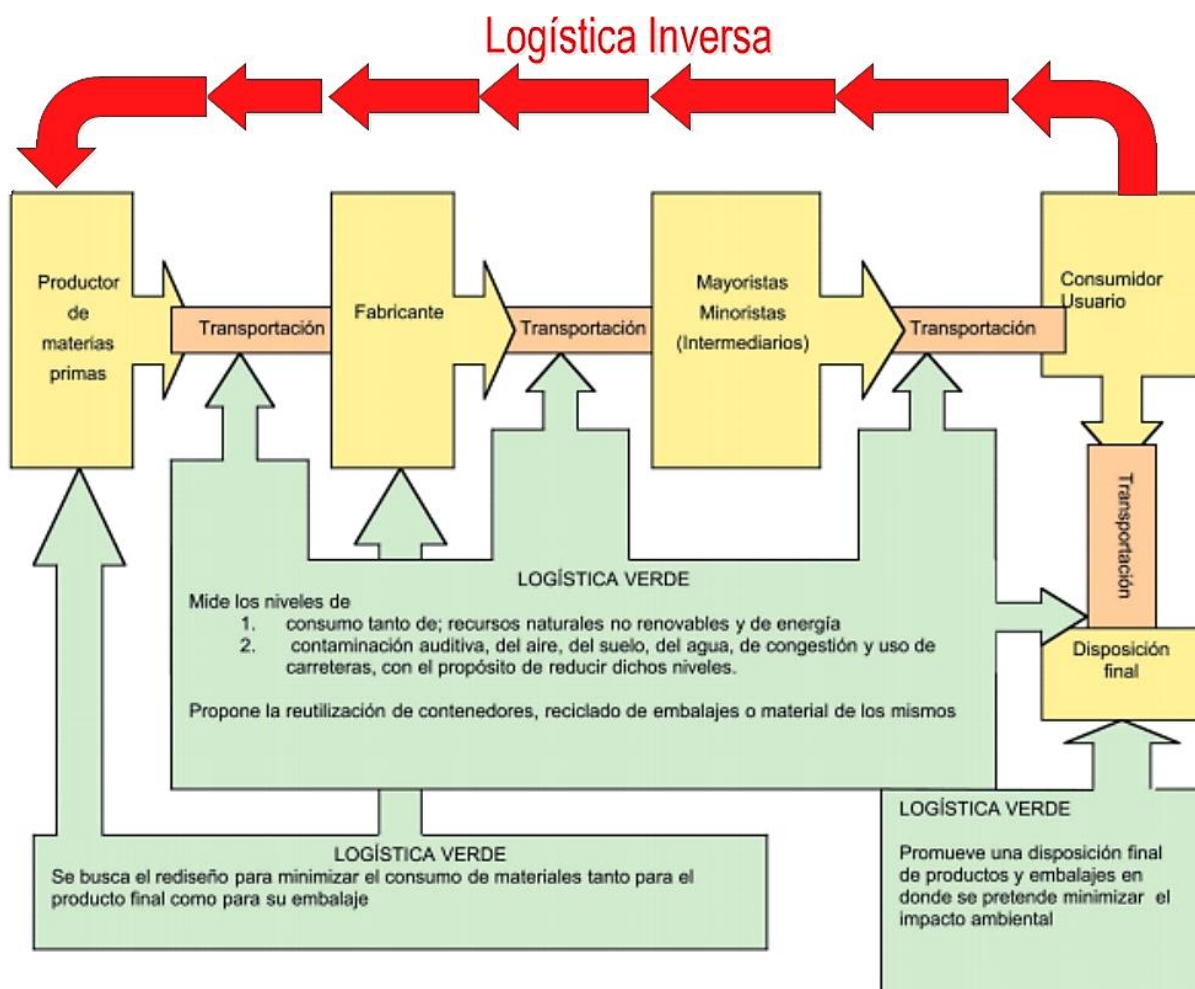 Logística Inversa
Productor
de
materias
primas
Transportación
Fabricante
Transportación
Mayoristas
Minoristas
(Intermediarios)
Transportación
Consumidor
Usuario
Transportación
Disposición
final
LOGÍSTICA VERDE
Mide los niveles de
1. consumo tanto de; recursos naturales no renovables y de energía
2. contaminación auditiva, del aire, del suelo, del agua, de congestión y uso de
carreteras, con el propósito de reducir dichos niveles.
Propone la reutilización de contenedores, reciclado de embalajes o material de los mismos
LOGÍSTICA VERDE
Se busca el rediseño para minimizar el consumo de materiales tanto para el
producto final como para su embalaje
LOGÍSTICA VERDE
Promueve una disposición final
de productos y embalajes en
donde se pretende minimizar el
impacto ambiental